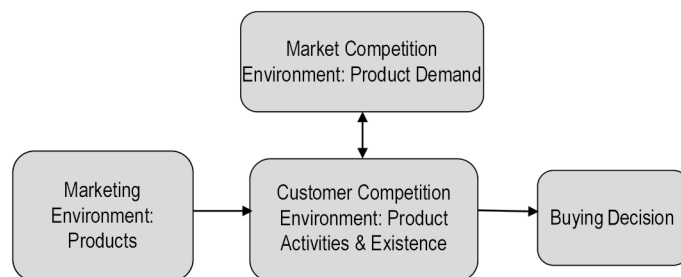 Market Competition
Environment: Product Demand
Marketing
Environment:
Products
Customer Competition
Environment: Product
Activities & Existence
Buying Decision